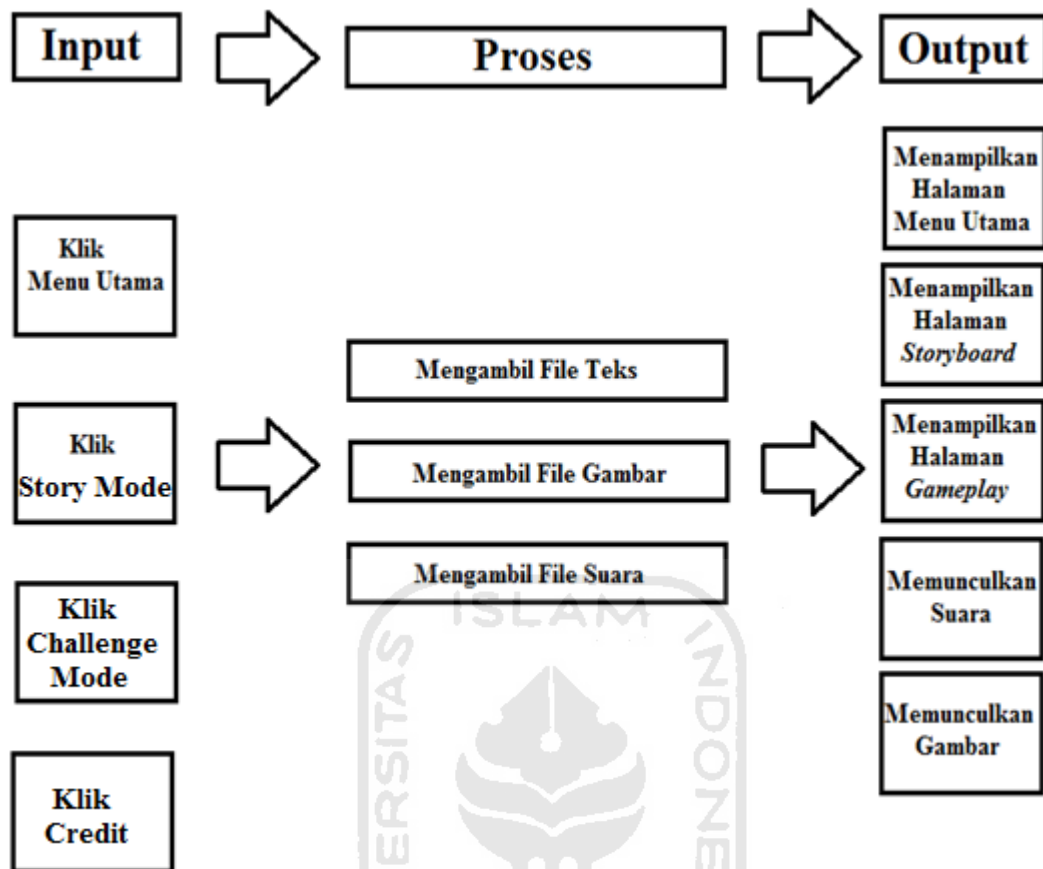 Input
Proses
Output
Klik
Menu Utama
Klik
Story Mode
Klik
Challenge
Mode
Klik
Credit
Mengambil File Teks
Mengambil File Gambar
Mengambil File Suara
Menampilkan
Halaman
Menu Utama
Menampilkan
Halaman
Storyboard
Menampilkan
Halaman
Gameplay
Memunculkan
Suara
Memunculkan
Gambar
ISLAM